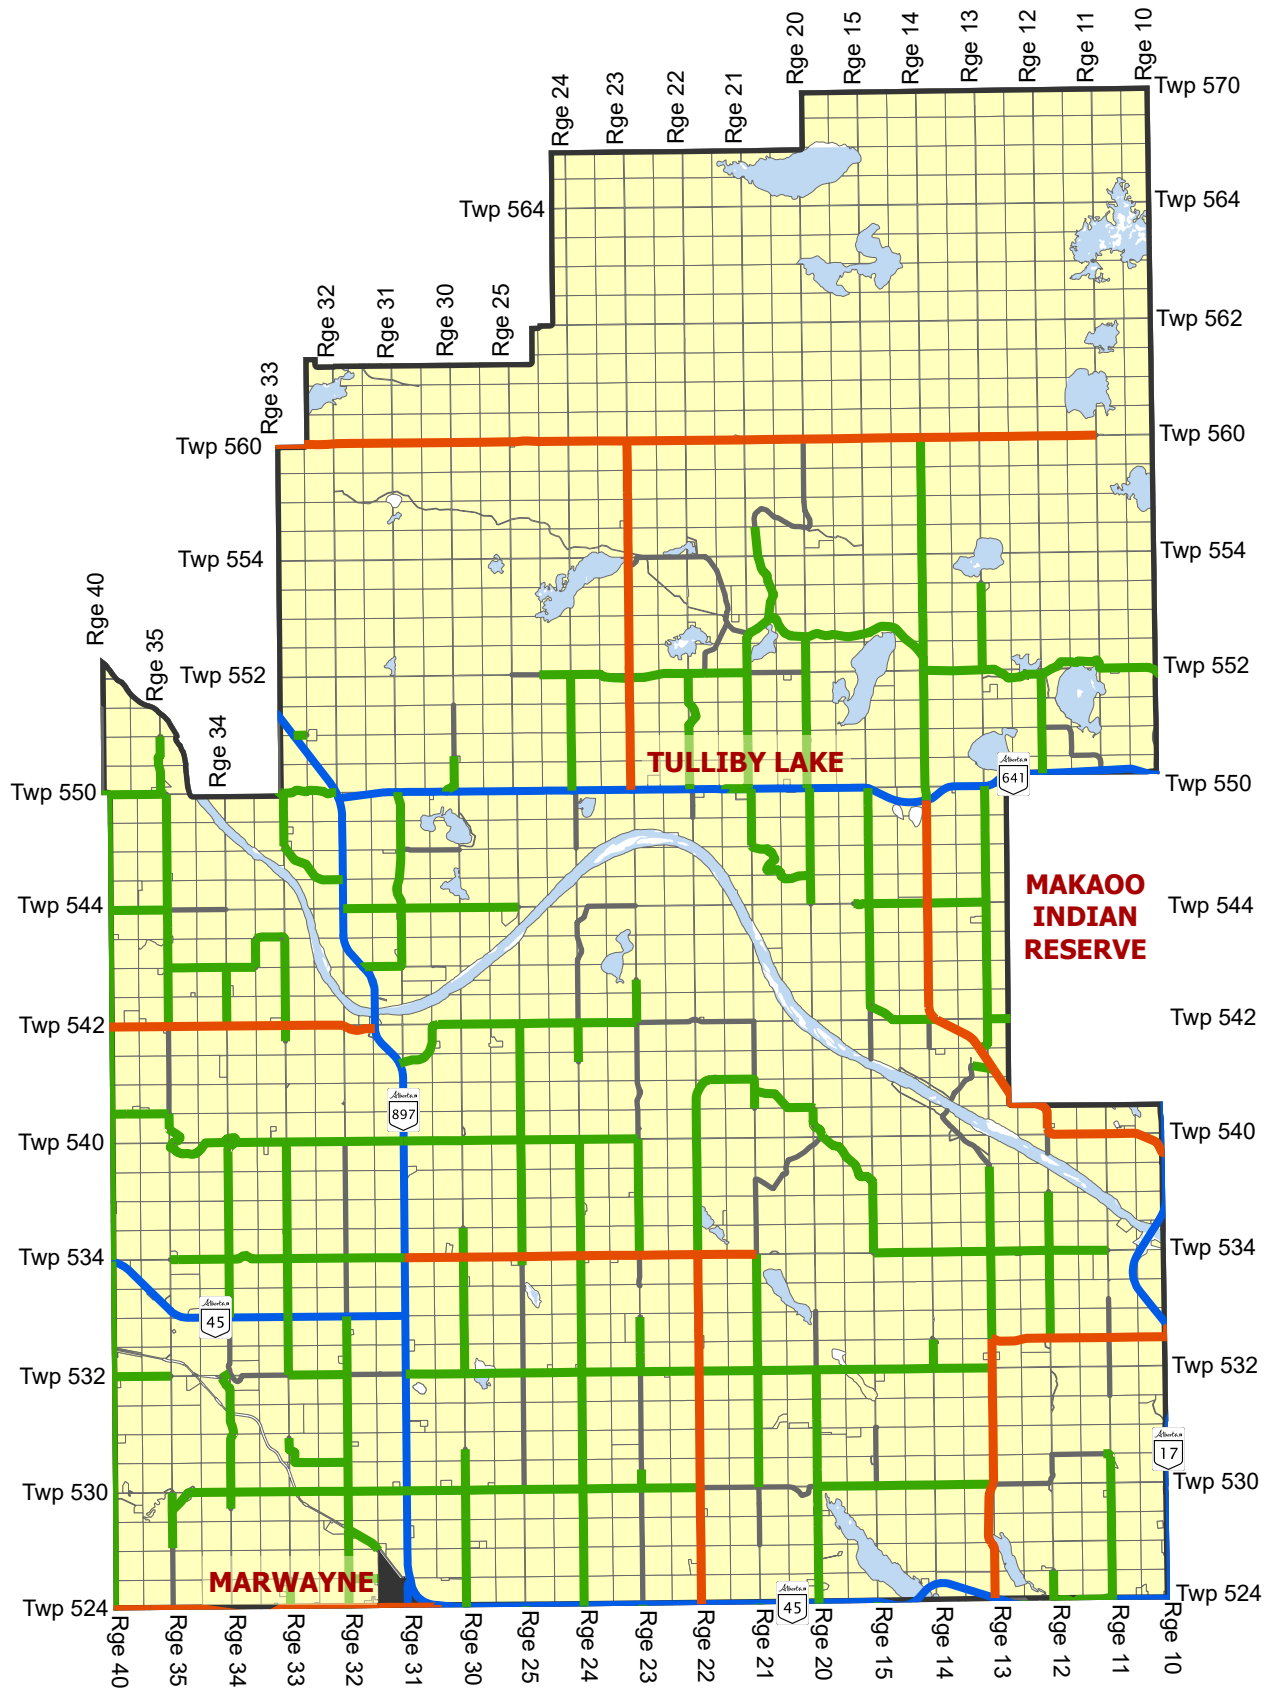 Rge 20
Rge 15
Rge 14
Rge 13
Rge 12
Rge 11
Rge 10
Twp 570
Rge 24
Rge 23
Rge 22
Rge 21
Twp 564
Twp 564
Rge 32
Rge 31
Rge 30
Rge 25
Twp 562
Rge 33
Twp 560
Twp 560
Twp 554
Twp 554
Rge 40
Rge 35
Twp 552
Twp 552
Rge 34
TULLIBY LAKE
Alberta
641
Twp 550
Twp 550
MAKAOO
INDIAN
RESERVE
Twp 544
Twp 544
Twp 542
Twp 542
Alberta
897
Twp 540
Twp 540
Twp 534
Twp 534
Alberta
45
Twp 532
Twp 532
Alberta
17
Twp 530
Twp 530
MARWAYNE
Alberta
45
Twp 524
Twp 524
Rge 40
Rge 35
Rge 34
Rge 33
Rge 32
Rge 31
Rge 30
Rge 25
Rge 24
Rge 23
Rge 22
Rge 21
Rge 20
Rge 15
Rge 14
Rge 13
Rge 12
Rge 11
Rge 10